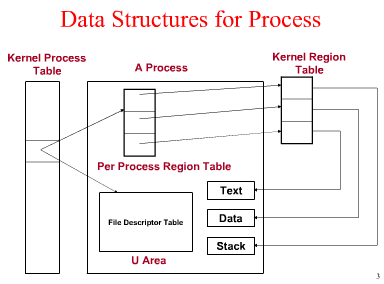 Data Structures for Process
Kernel Process
Table
A Process
Kernel Region
Table
Per Process Region Table
Text
File Descriptor Table
Data
Stack
U Area
3